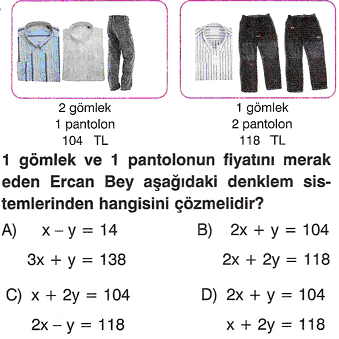 2 gömlek
1 pantolon
104 TL
1 gömlek
2 pantolon
118 TL
1 gömlek ve 1 pantolonun fiyatını merak
eden Ercan Bey aşağıdaki denklem sis-
temlerinden hangisini çözmelidir?
A) x – y = 14
3x + y = 138
B) 2x + y = 104
2x + 2y = 118
C) x + 2y = 104
2x – y = 118
D) 2x + y = 104
x + 2y = 118